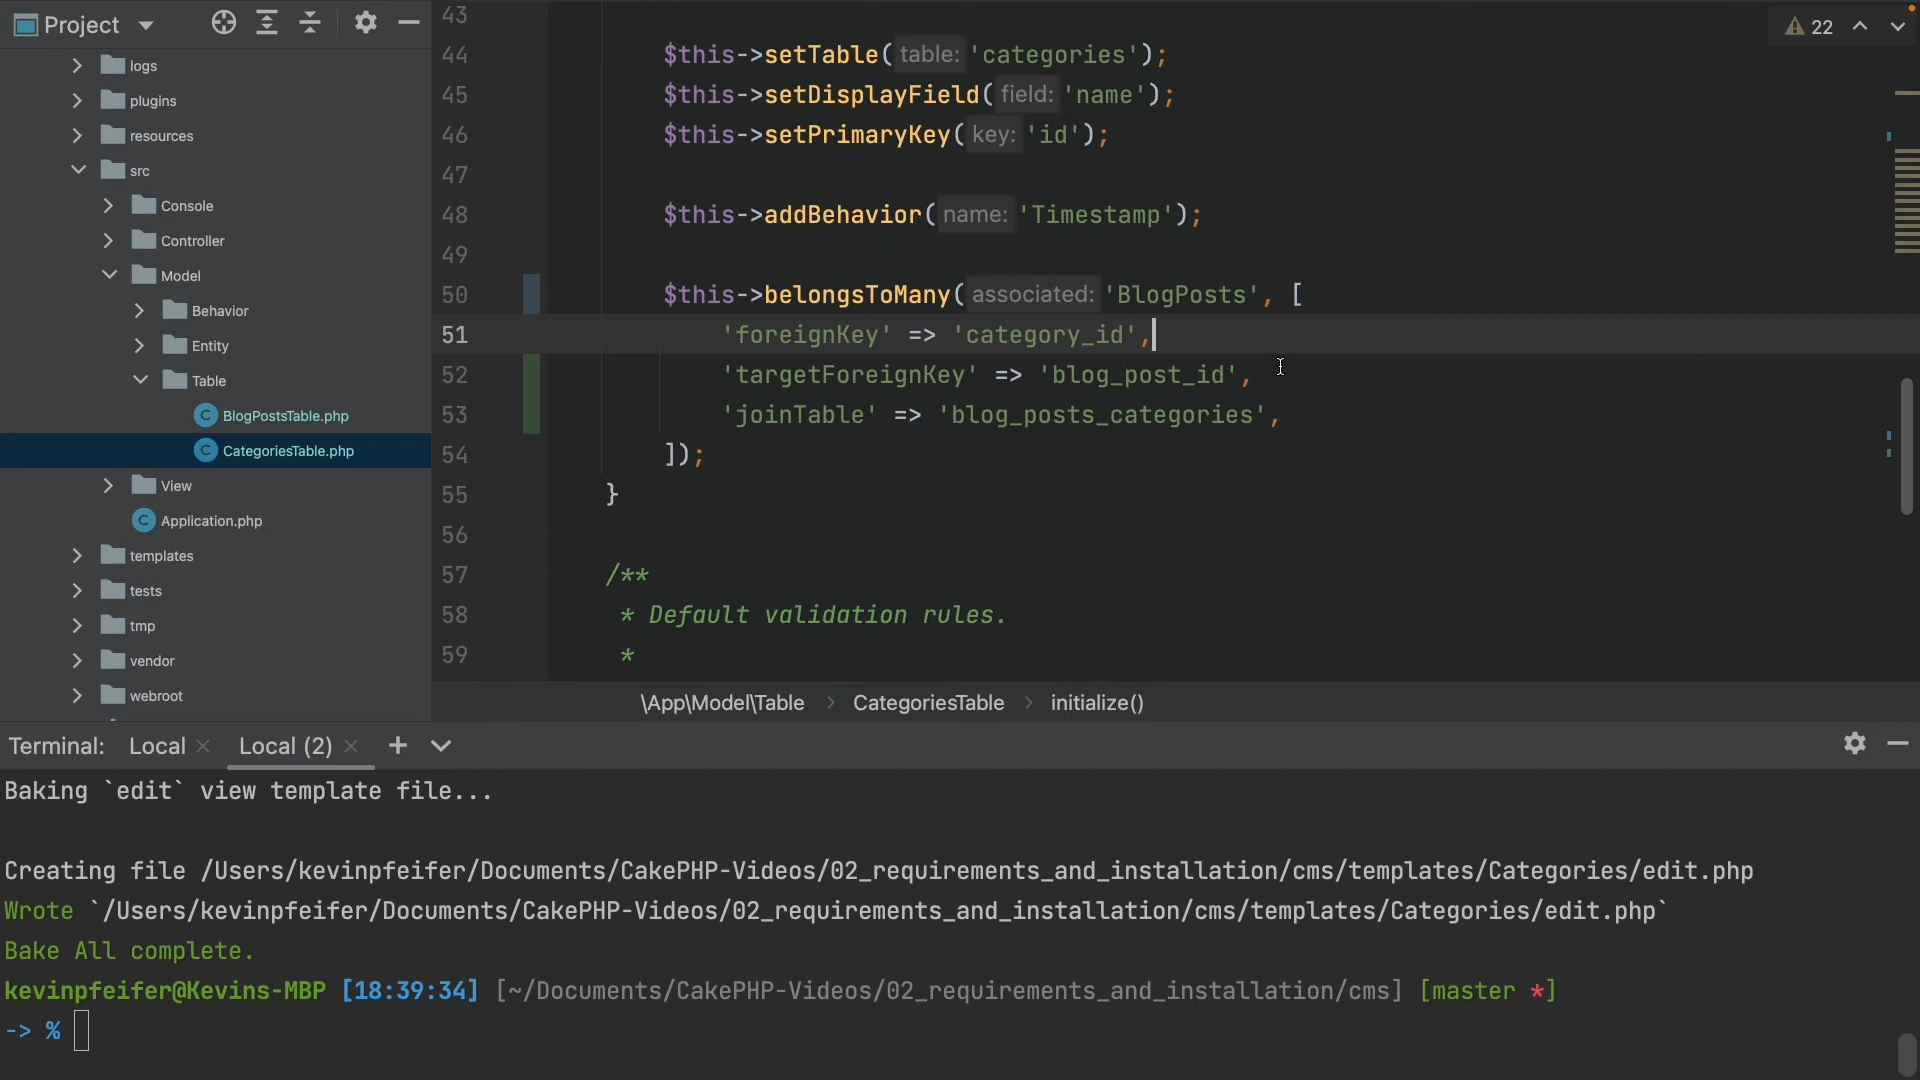 Project
22
logs
plugins
resources
src
Console
Controller
Model
Behavior
Entity
Table
BlogPostsTable.php
CategoriesTable.php
View
Application.php
templates
tests
tmp
vendor
webroot
43
44 $this->setTable( table: 'categories');
45 $this->setDisplayField( field: 'name');
46 $this->setPrimaryKey( key: 'id');
47
48 $this->addBehavior( name: 'Timestamp');
49
50 $this->belongsToMany( associated: 'BlogPosts', [
51 'foreignKey' => 'category_id',
52 'targetForeignKey' => 'blog_post_id',
53 'joinTable' => 'blog_posts_categories',
54 ]);
55 }
56
57 /**
58 * Default validation rules.
59 *
\App\Model\Table > CategoriesTable > initialize()
Terminal: Local × Local (2) × +
Baking `edit` view template file...
Creating file /Users/kevinpfeifer/Documents/CakePHP-Videos/02_requirements_and_installation/cms/templates/Categories/edit.php
Wrote `/Users/kevinpfeifer/Documents/CakePHP-Videos/02_requirements_and_installation/cms/templates/Categories/edit.php`
Bake All complete.
kevinpfeifer@Kevins-MBP [18:39:34] [~/Documents/CakePHP-Videos/02_requirements_and_installation/cms] [master *]
-> %